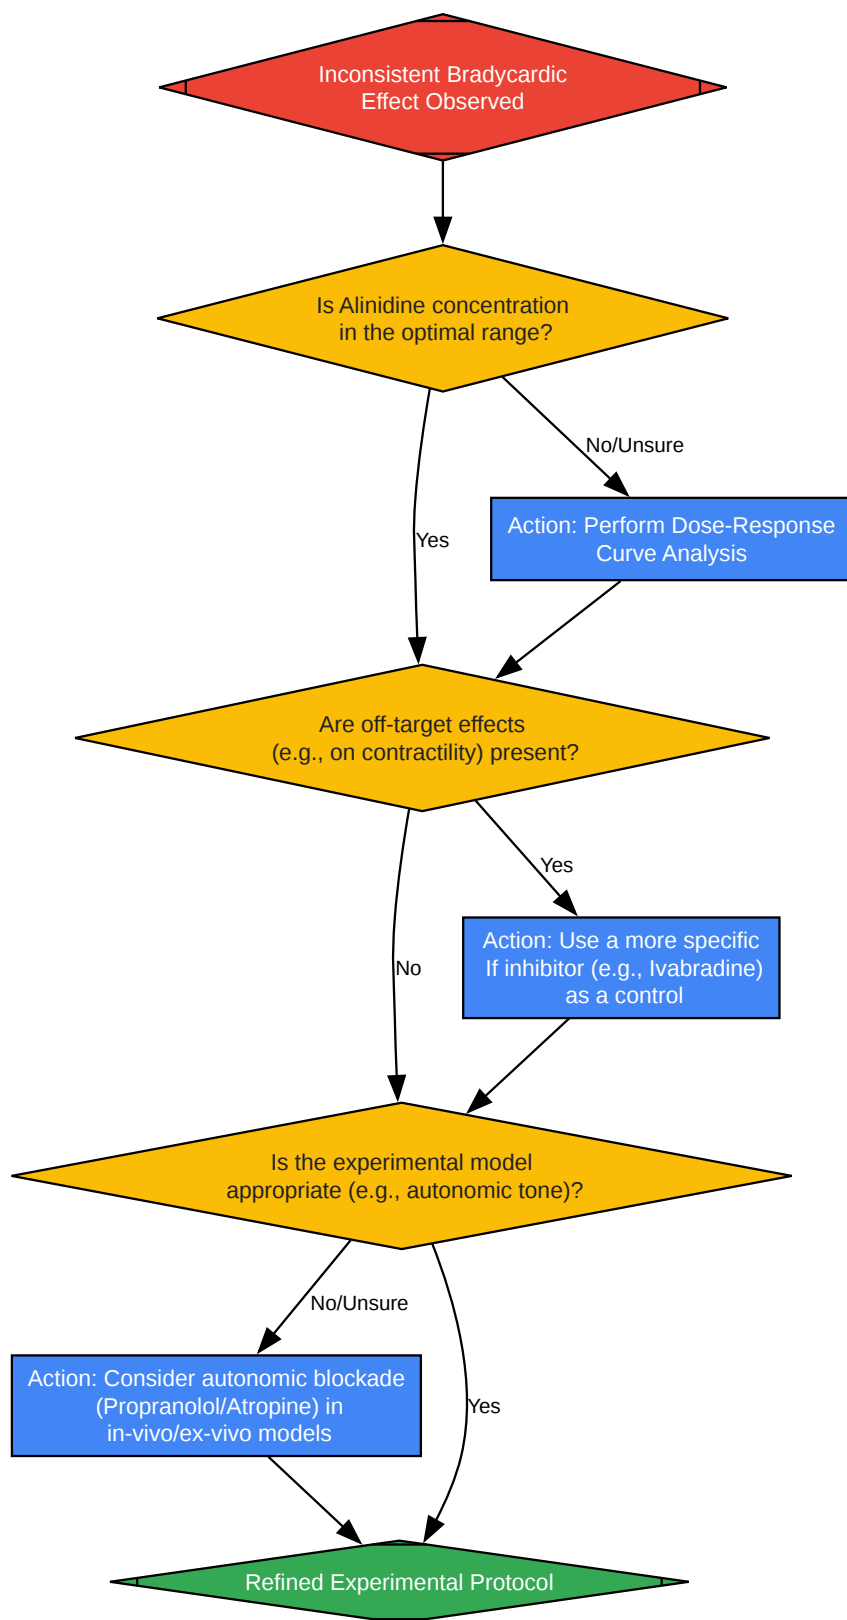 Inconsistent Bradycardic
Effect Observed
Is Alinidine concentration
in the optimal range?
No/Unsure
Action: Perform Dose-Response
Curve Analysis
Yes
Are off-target effects
(e.g., on contractility) present?
Yes
Action: Use a more specific
If inhibitor (e.g., Ivabradine)
as a control
No
Is the experimental model
appropriate (e.g., autonomic tone)?
No/Unsure
Action: Consider autonomic blockade
(Propranolol/Atropine) in
in-vivo/ex-vivo models
Yes
Refined Experimental Protocol